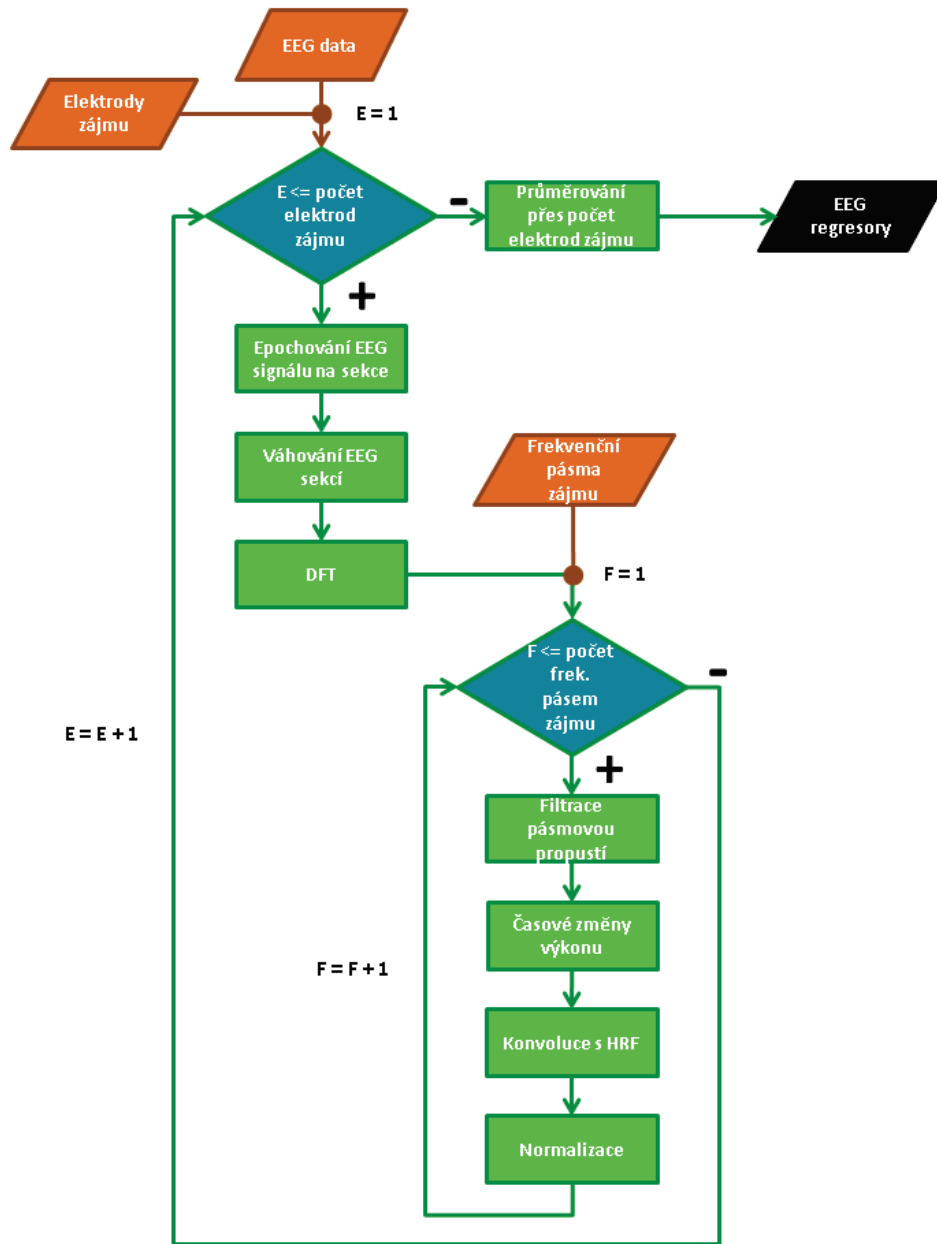 EEG data
Elektrody
zájmu
E = 1
E <= počet
elektrod
zájmu
-
Průměrování
přes počet
elektrod zájmu
EEG
regresory
+
Epochování EEG
signálu na sekce
Váhování EEG
sekcí
Frekvenční
pásma
zájmu
DFT
F = 1
F <= počet
frek.
pásem
zájmu
-
E = E + 1
+
Filtrace
pásmovou
propustí
Časové změny
výkonu
F = F + 1
Konvoluce s HRF
Normalizace